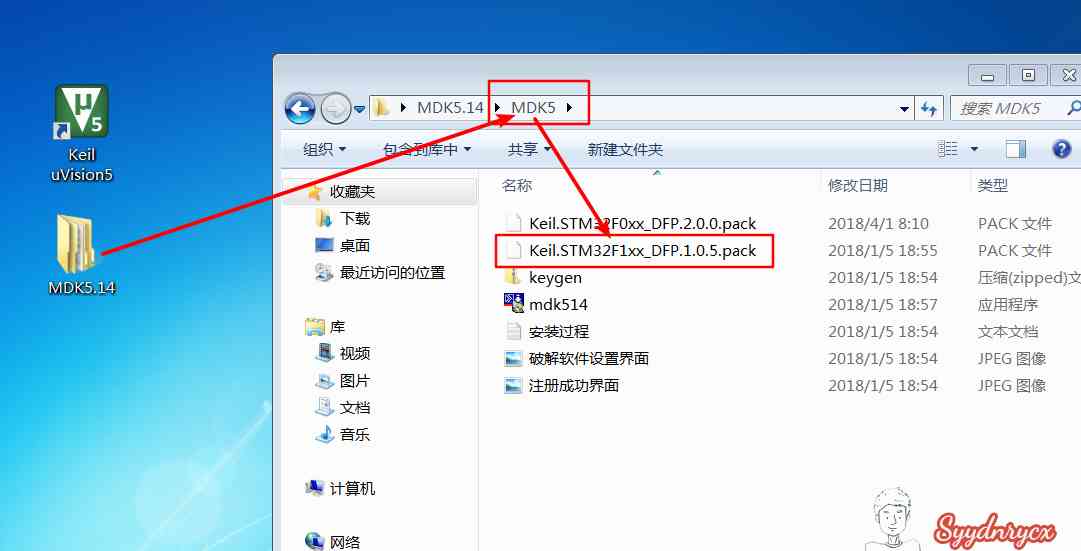 μ
V5
Keil
uVision5
MDK5.14
MDK5.14 MDK5
搜索 MDK5
组织 包含到库中 共享 新建文件夹
名称 修改日期 类型
收藏夹
下载
桌面
最近访问的位置
库
视频
图片
文档
音乐
计算机
网络
Keil.STM32F0xx_DFP.2.0.0.pack 2018/4/1 8:10 PACK 文件
Keil.STM32F1xx_DFP.1.0.5.pack 2018/1/5 18:55 PACK 文件
keygen 2018/1/5 18:54 压缩(zipped)文
mdk514 2018/1/5 18:57 应用程序
安装过程 2018/1/5 18:54 文本文档
破解软件设置界面 2018/1/5 18:54 JPEG 图像
注册成功界面 2018/1/5 18:54 JPEG 图像
Syydnrycx